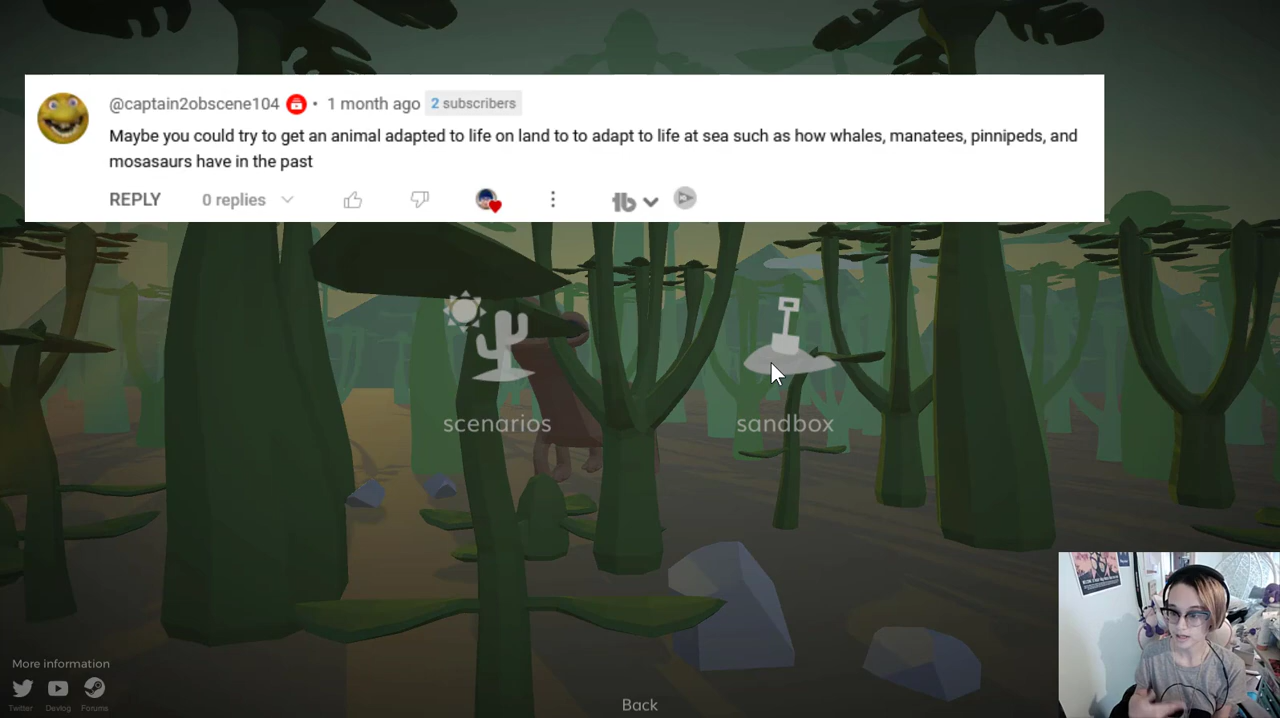 @captain2obscene104 • 1 month ago 2 subscribers
Maybe you could try to get an animal adapted to life on land to to adapt to life at sea such as how whales, manatees, pinnipeds, and
mosasaurs have in the past
REPLY 0 replies
scenarios sandbox
More information
Twitter Devlog Forums
Back